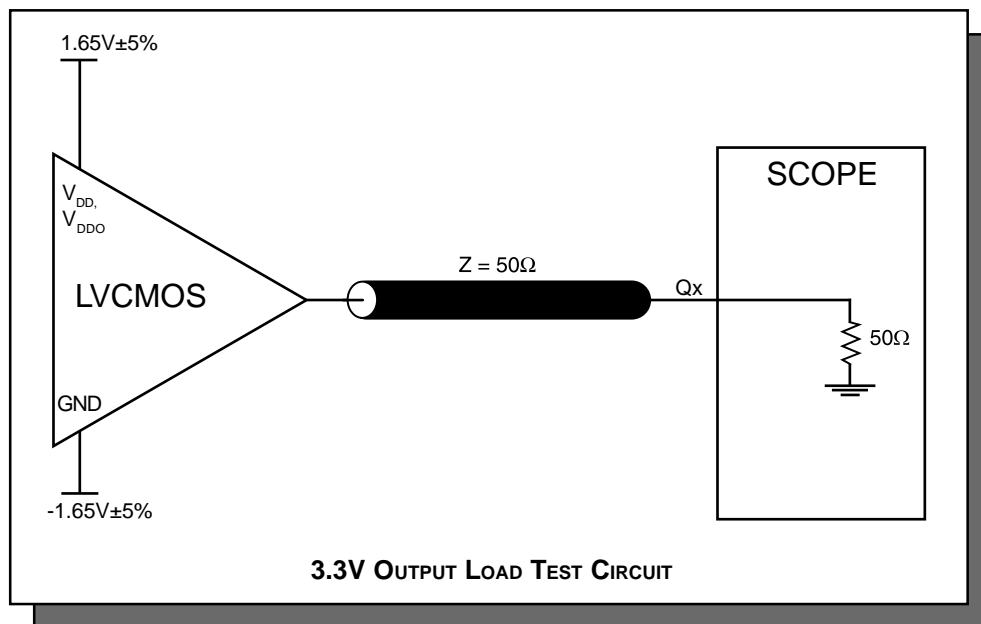 1.65V±5%
SCOPE
VDD,
VDDO
Z = 50Ω
LVCMOS
Qx
50Ω
GND
-1.65V±5%
3.3V OUTPUT LOAD TEST CIRCUIT